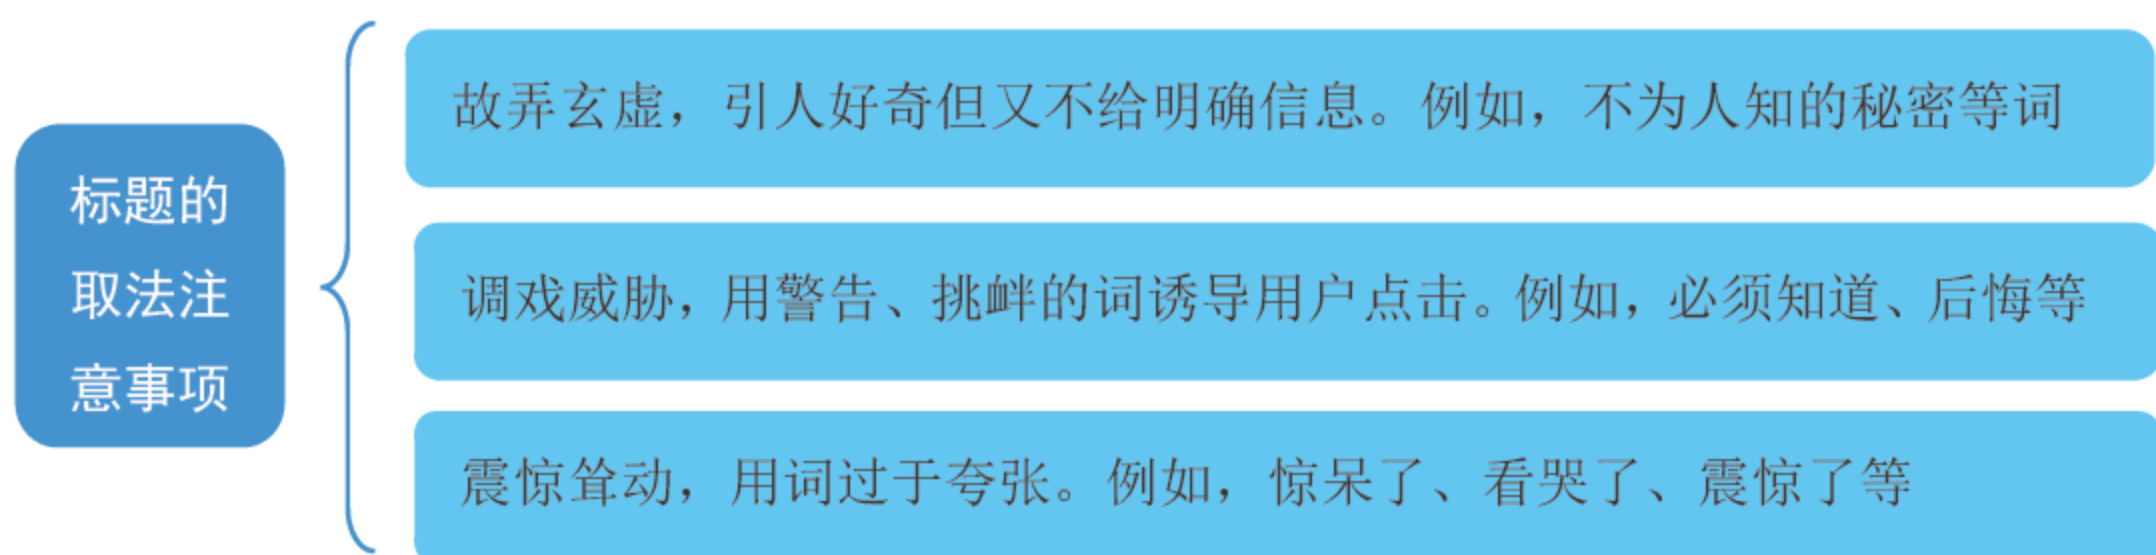 标题的
取法注
意事项
故弄玄虚，引人好奇但又不给明确信息。例如，不为人知的秘密等词
调戏威胁，用警告、挑衅的词诱导用户点击。例如，必须知道、后悔等
震惊耸动，用词过于夸张。例如，惊呆了、看哭了、震惊了等